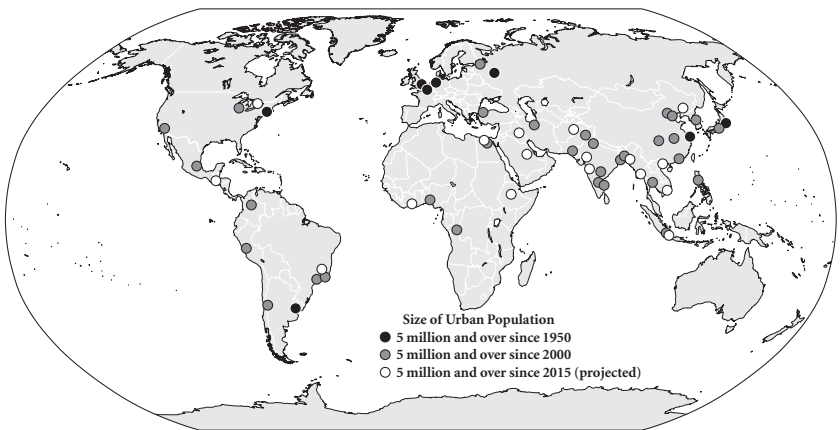 Size of Urban Population
5 million and over since 1950
5 million and over since 2000
5 million and over since 2015 (projected)